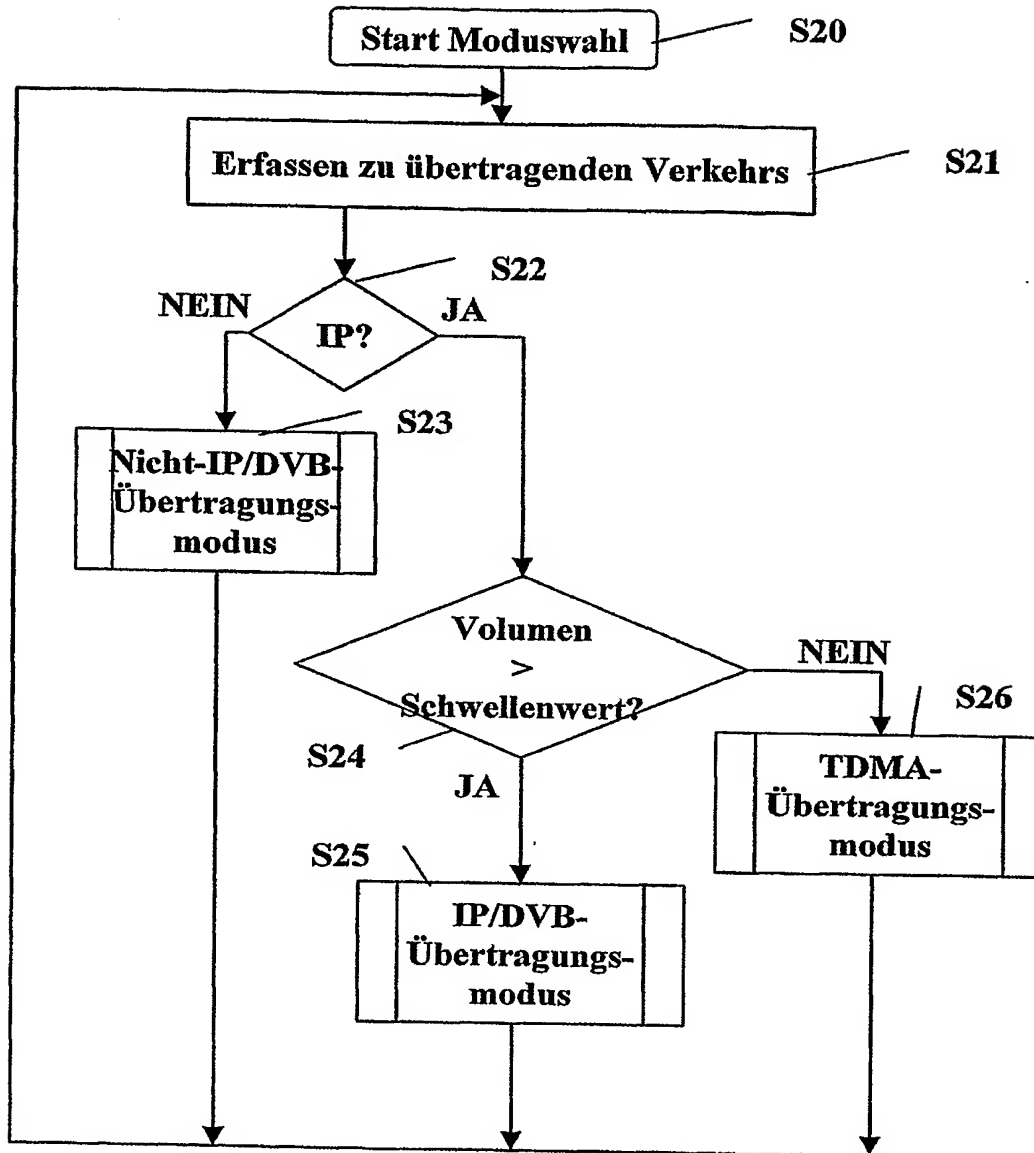 Start Moduswahl
S20
Erfassen zu übertragenden Verkehrs
S21
S22
NEIN
JA
IP?
S23
Nicht-IP/DVB-
Übertragungs-
modus
Volumen
>
Schwellenwert?
NEIN
S24
JA
S26
TDMA-
Übertragungs-
modus
S25
IP/DVB-
Übertragungs-
modus